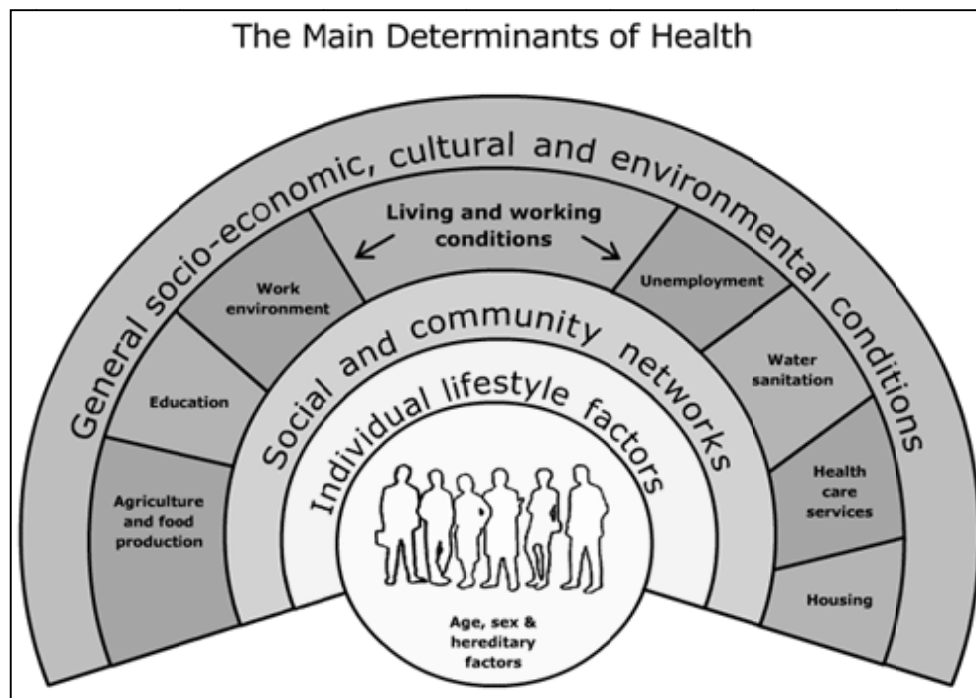 The Main Determinants of Health
General socio-economic, cultural and environmental conditions
Living and working
conditions
Work
environment
Education
Agriculture
and food
production
Unemployment
Water
sanitation
Health
care
services
Housing
Social and community networks
Individual lifestyle factors
Age, sex &
hereditary
factors